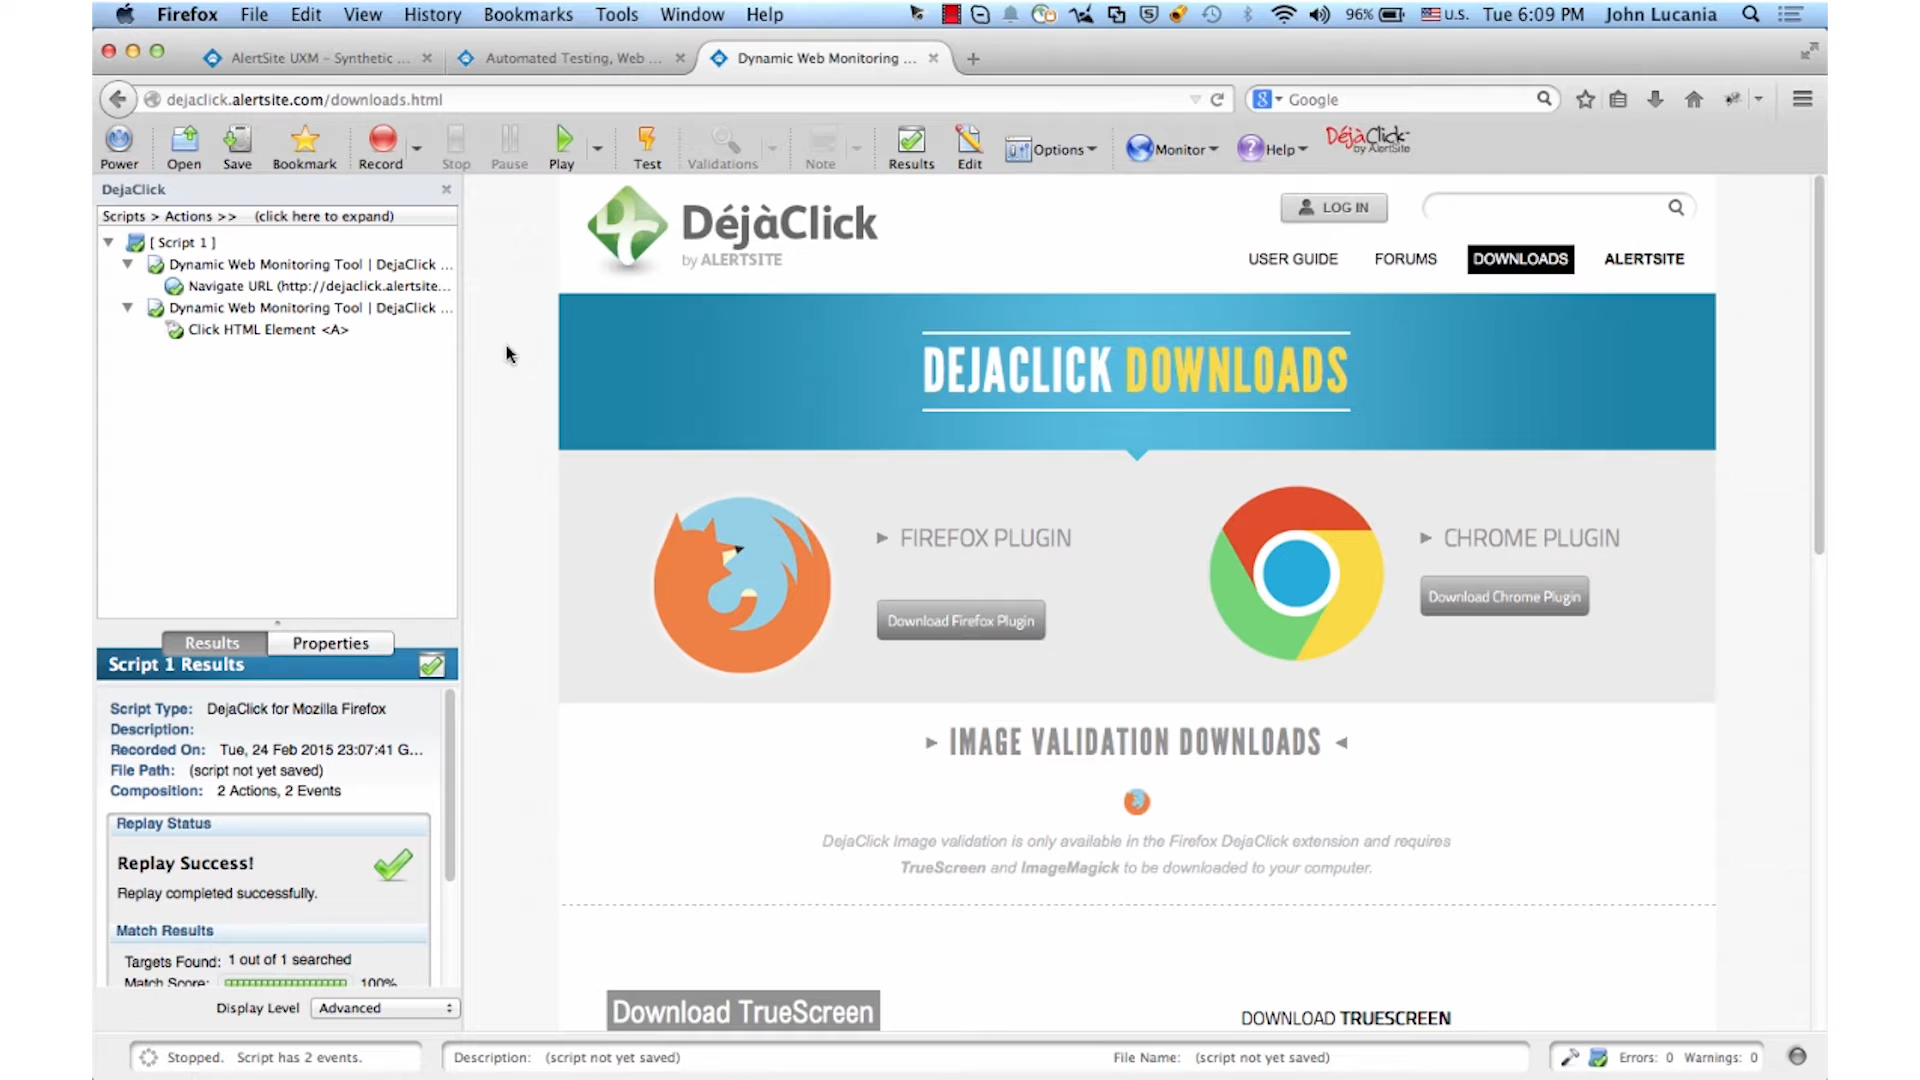 Firefox File Edit View History Bookmarks Tools Window Help 96% U.S. Tue 6:09 PM John Lucania
AlertSite UXM – Synthetic ... Automated Testing, Web ... Dynamic Web Monitoring ...
dejaclick.alertsite.com/downloads.html Google
Power Open Save Bookmark Record Stop Pause Play Test Validations Note Results Edit Options Monitor Help DéjàClick by AlertSite
DejaClick
Scripts > Actions >> (click here to expand)
[ Script 1 ]
Dynamic Web Monitoring Tool | DejaClick ...
Navigate URL (http://dejaclick.alertsite...
Dynamic Web Monitoring Tool | DejaClick ...
Click HTML Element <A>
Results Properties
Script 1 Results
Script Type: DejaClick for Mozilla Firefox
Description:
Recorded On: Tue, 24 Feb 2015 23:07:41 G...
File Path: (script not yet saved)
Composition: 2 Actions, 2 Events
Replay Status
Replay Success!
Replay completed successfully.
Match Results
Targets Found: 1 out of 1 searched
Match Score: 100%
Display Level Advanced
DC DéjàClick
by ALERTSITE
LOG IN
USER GUIDE FORUMS DOWNLOADS ALERTSITE
DEJACLICK DOWNLOADS
FIREFOX PLUGIN
Download Firefox Plugin
CHROME PLUGIN
Download Chrome Plugin
IMAGE VALIDATION DOWNLOADS
DejaClick Image validation is only available in the Firefox DejaClick extension and requires
TrueScreen and ImageMagick to be downloaded to your computer.
Download TrueScreen
DOWNLOAD TRUESCREEN
Stopped. Script has 2 events. Description: (script not yet saved) File Name: (script not yet saved) Errors: 0 Warnings: 0